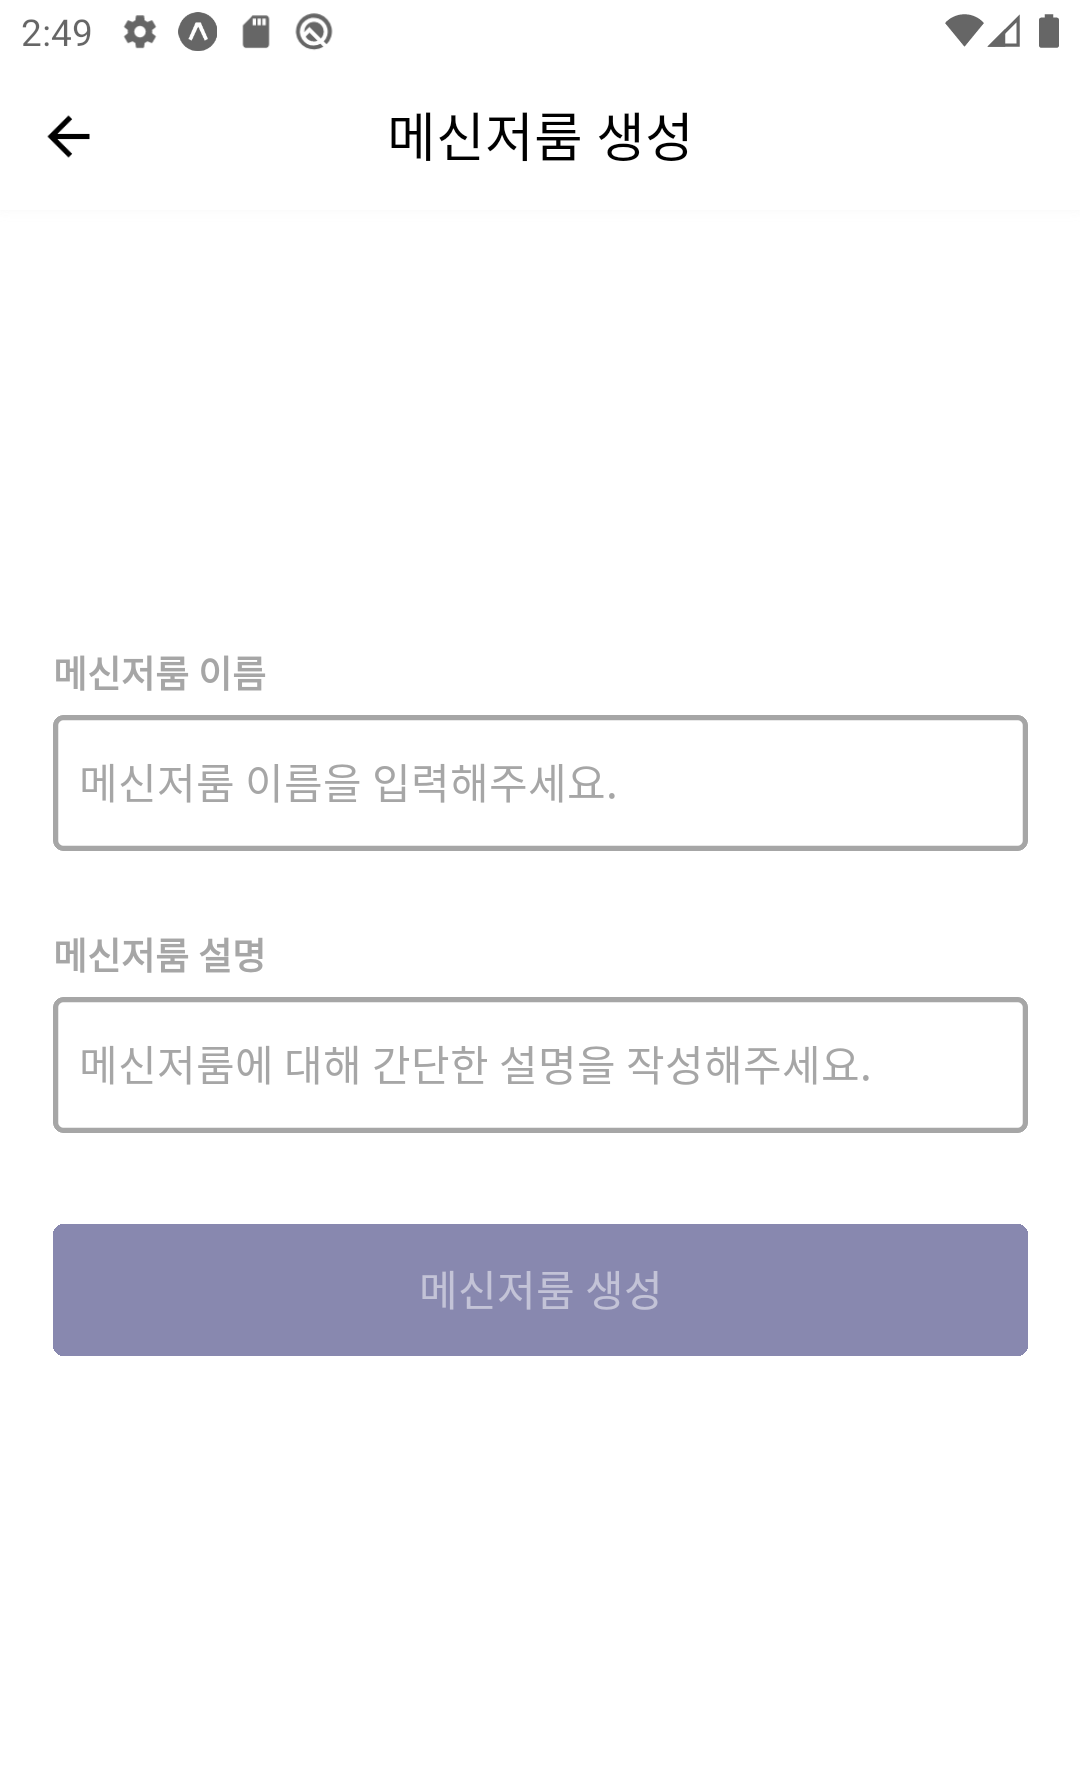 2:49
메신저룸 생성
메신저룸 이름
메신저룸 이름을 입력해주세요.
메신저룸 설명
메신저룸에 대해 간단한 설명을 작성해주세요.
메신저룸 생성